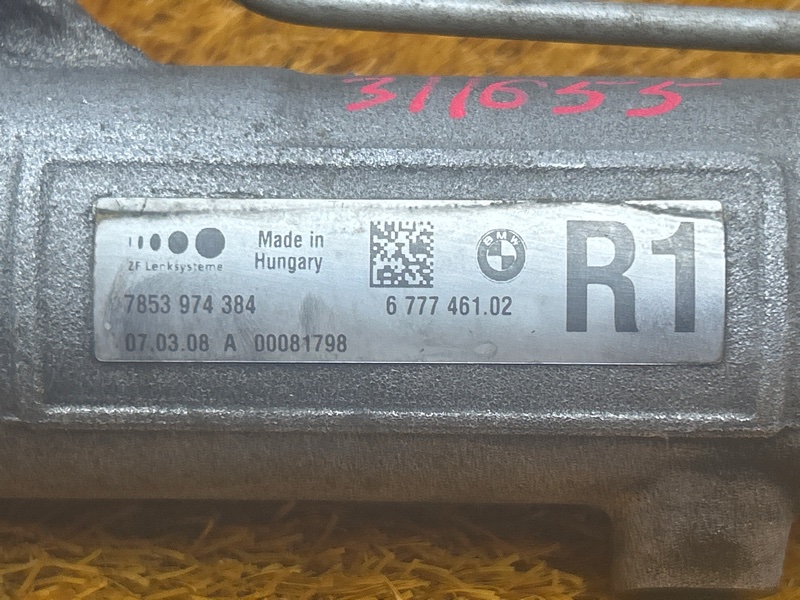 311655
ZF Lenksysteme
Made in
Hungary
BMW
R1
7853 974 384
6 777 461.02
07.03.08 A 00081798